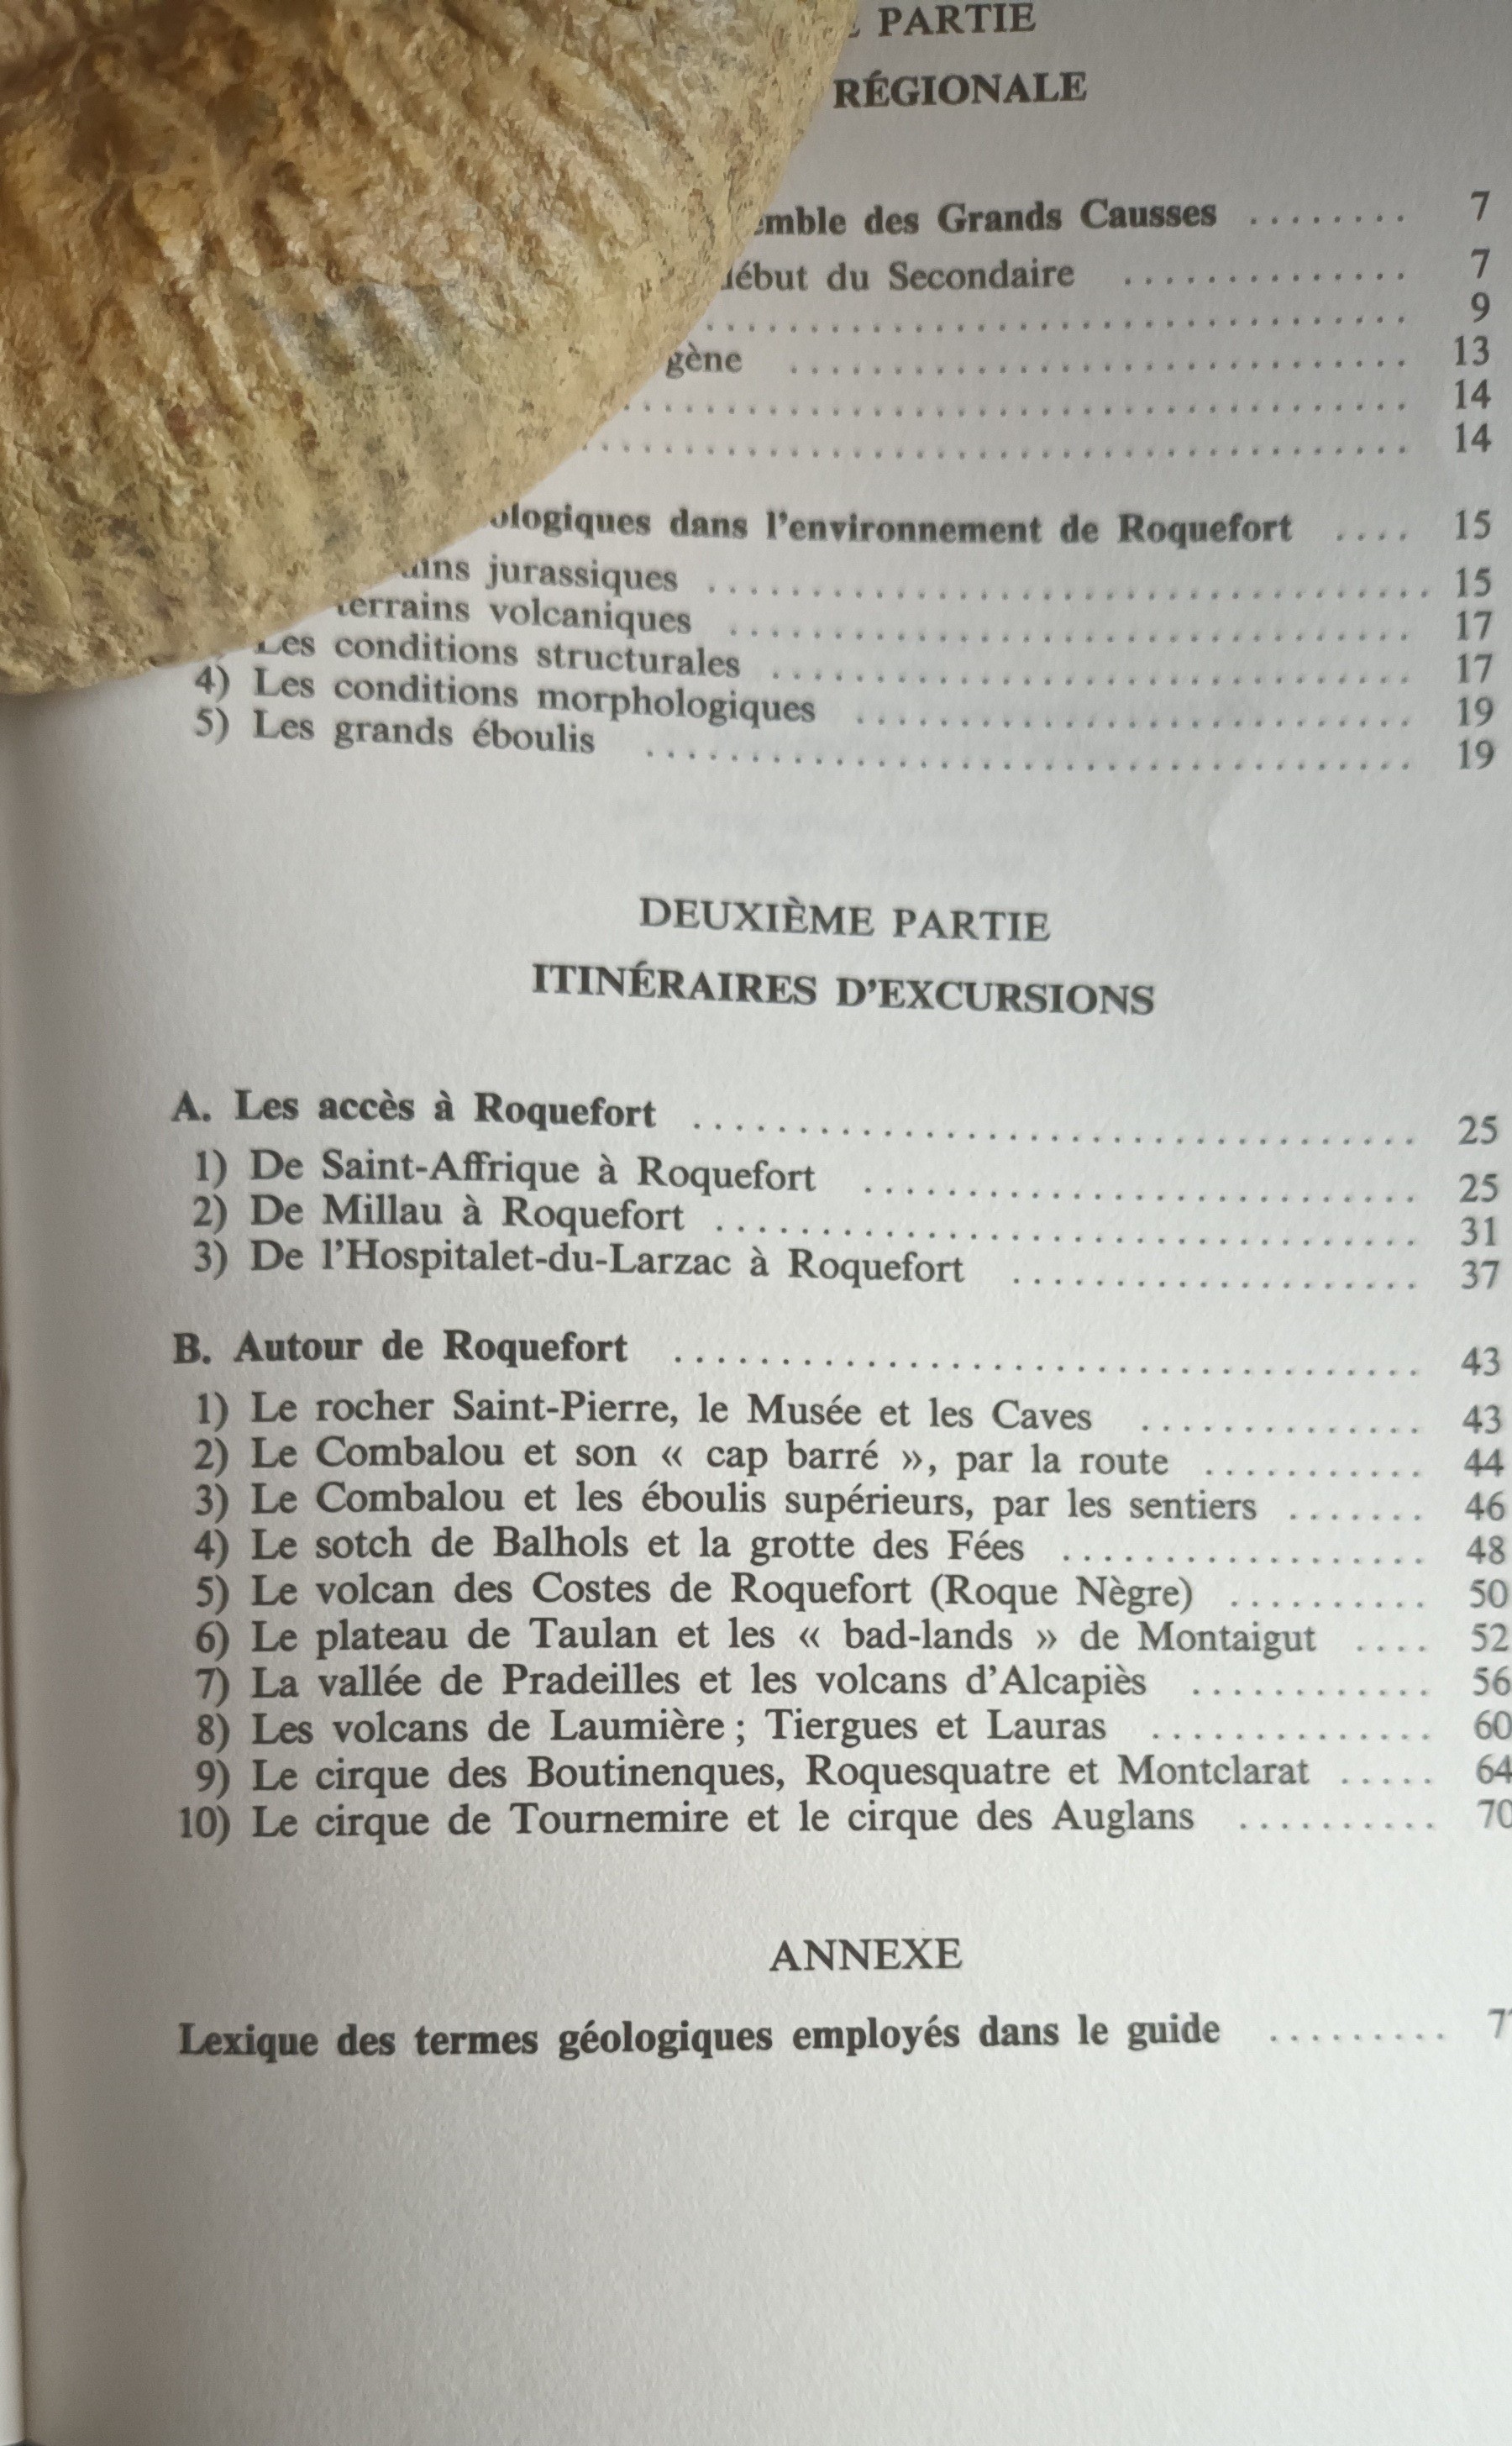 PARTIE
RÉGIONALE
des Grands Causses ........ 7
du Secondaire .............. 7
.................................. 9
.............................. 13
...................................... 14
........................................ 14
dans l'environnement de Roquefort .... 15
jurassiques ................................... 15
terrains volcaniques ................................. 17
Les conditions structurales ............................... 17
4) Les conditions morphologiques ........................... 19
5) Les grands éboulis ..................................... 19
DEUXIÈME PARTIE
ITINÉRAIRES D'EXCURSIONS
A. Les accès à Roquefort ................................... 25
1) De Saint-Affrique à Roquefort ........................... 25
2) De Millau à Roquefort .................................. 31
3) De l'Hospitalet-du-Larzac à Roquefort .................... 37
B. Autour de Roquefort .................................... 43
1) Le rocher Saint-Pierre, le Musée et les Caves .............. 43
2) Le Combalou et son « cap barré », par la route ........... 44
3) Le Combalou et les éboulis supérieurs, par les sentiers ....... 46
4) Le sotch de Balhols et la grotte des Fées .................. 48
5) Le volcan des Costes de Roquefort (Roque Nègre) .......... 50
6) Le plateau de Taulan et les « bad-lands » de Montaigut .... 52
7) La vallée de Pradeilles et les volcans d'Alcapiès ............ 56
8) Les volcans de Laumière ; Tiergues et Lauras .............. 60
9) Le cirque des Boutinenques, Roquesquatre et Montclarat ..... 64
10) Le cirque de Tournemire et le cirque des Auglans .......... 70
ANNEXE
Lexique des termes géologiques employés dans le guide .........